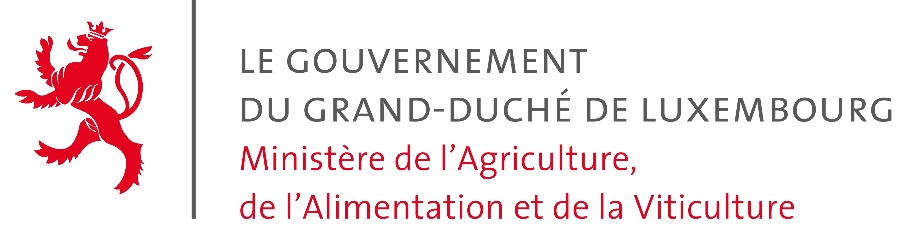 LE GOUVERNEMENT
DU GRAND-DUCHÉ DE LUXEMBOURG
Ministère de l'Agriculture,
de l'Alimentation et de la Viticulture